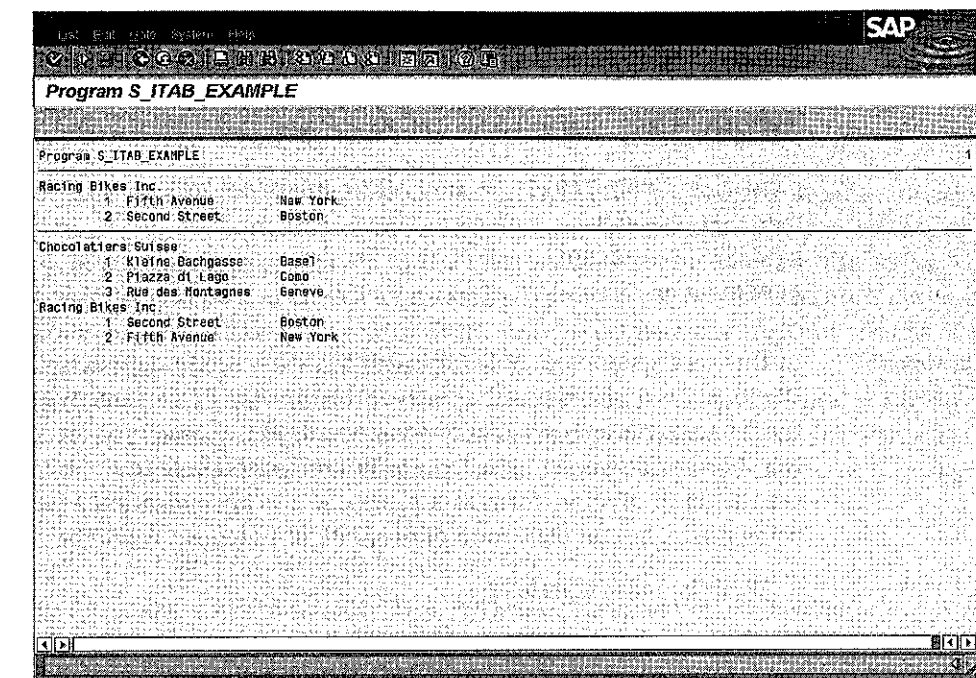 SAP
List Edit Goto System Help
Program S_ITAB_EXAMPLE
Program S_ITAB_EXAMPLE 1
Racing Bikes Inc.
1 Fifth Avenue New York
2 Second Street Boston
Chocolatiers Suisse
1 Kleine Bachgasse Basel
2 Piazza di Lago Como
3 Rue des Montagnes Geneve
Racing Bikes Inc.
1 Second Street Boston
2 Fifth Avenue New York